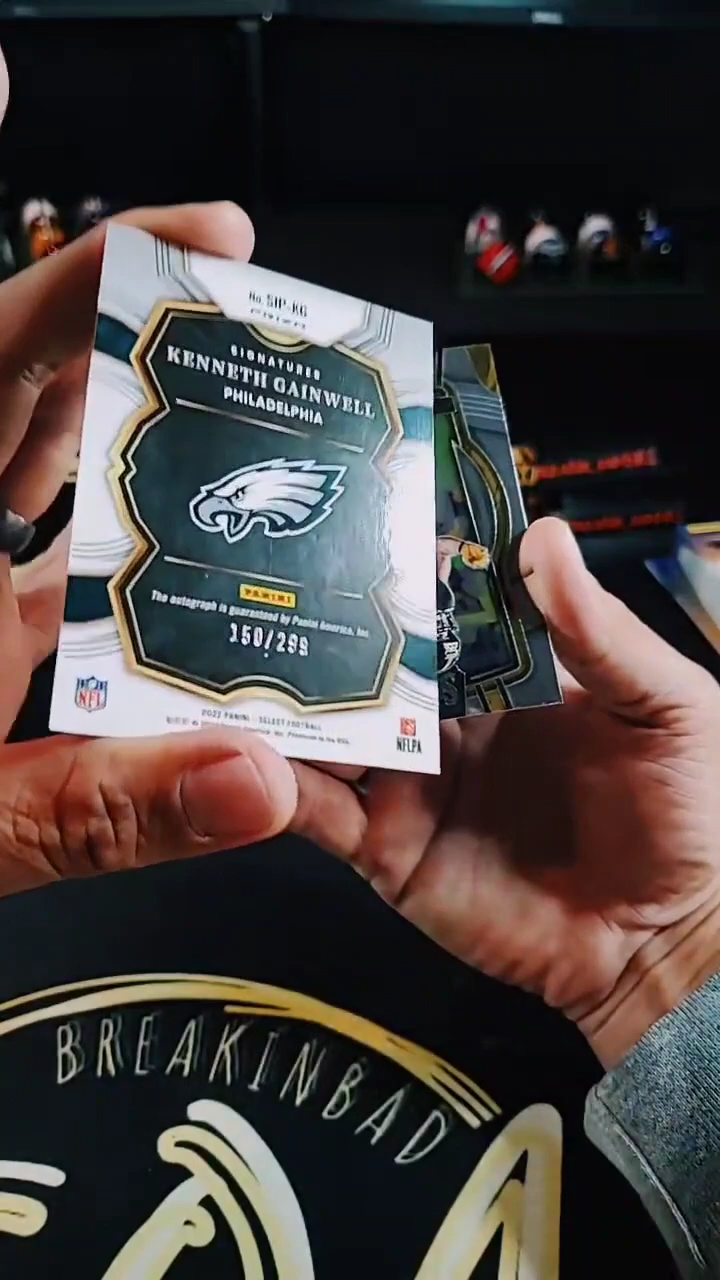 No. SIP-KG
PRIZM
SIGNATURES
KENNETH GAINWELL
PHILADELPHIA
PANINI
The autograph is guaranteed by Panini America, Inc.
150/299
NFL
2022 PANINI - SELECT FOOTBALL
NFLPA
BREAKINBAD